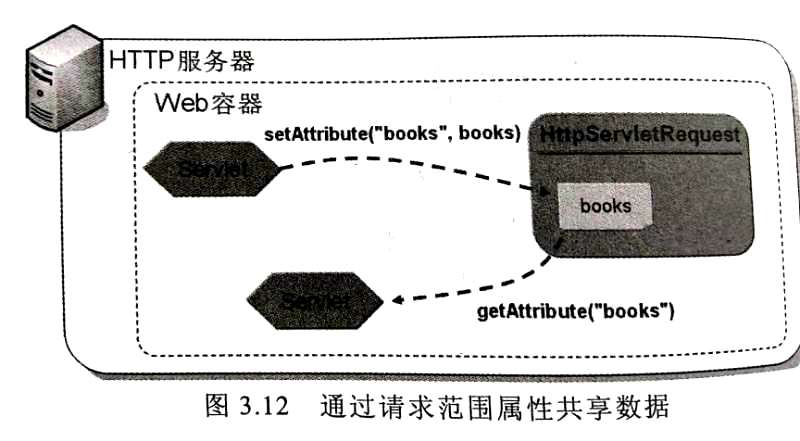 HTTP服务器
Web容器
setAttribute("books", books)
HttpServletRequest
Servlet
books
Servlet
getAttribute("books")
图 3.12 通过请求范围属性共享数据